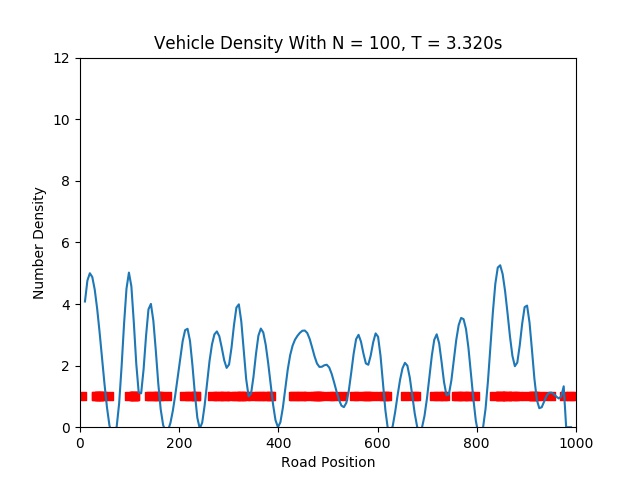 Vehicle Density With N = 100, T = 3.320s
12
10
8
6
4
2
0
Number Density
0 200 400 600 800 1000
Road Position